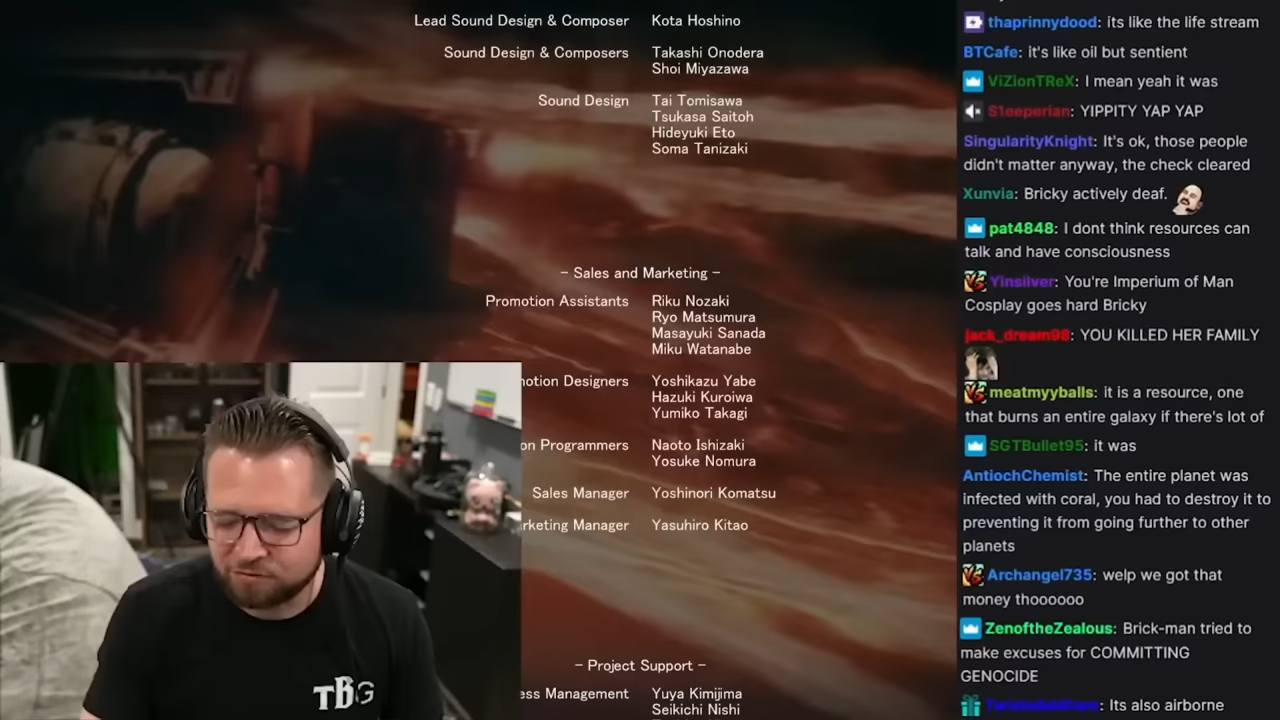 Lead Sound Design & Composer Kota Hoshino
Sound Design & Composers Takashi Onodera
Shoi Miyazawa
Sound Design Tai Tomisawa
Tsukasa Saitoh
Hideyuki Eto
Soma Tanizaki
– Sales and Marketing –
Promotion Assistants Riku Nozaki
Ryo Matsumura
Masayuki Sanada
Miku Watanabe
motion Designers Yoshikazu Yabe
Hazuki Kuroiwa
Yumiko Takagi
on Programmers Naoto Ishizaki
Yosuke Nomura
Sales Manager Yoshinori Komatsu
rketing Manager Yasuhiro Kitao
– Project Support –
ess Management Yuya Kimijima
Seikichi Nishi
TBG
thaprinnydood: its like the life stream
BTCafe: it's like oil but sentient
ViZionTReX: I mean yeah it was
S1eeperian: YIPPITY YAP YAP
SingularityKnight: It's ok, those people
didn't matter anyway, the check cleared
Xunvia: Bricky actively deaf.
pat4848: I dont think resources can
talk and have consciousness
Yinsilver: You're Imperium of Man
Cosplay goes hard Bricky
jack_dream98: YOU KILLED HER FAMILY
meatmyyballs: it is a resource, one
that burns an entire galaxy if there's lot of
SGTBullet95: it was
AntiochChemist: The entire planet was
infected with coral, you had to destroy it to
preventing it from going further to other
planets
Archangel735: welp we got that
money thoooooo
ZenoftheZealous: Brick-man tried to
make excuses for COMMITTING
GENOCIDE
: Its also airborne